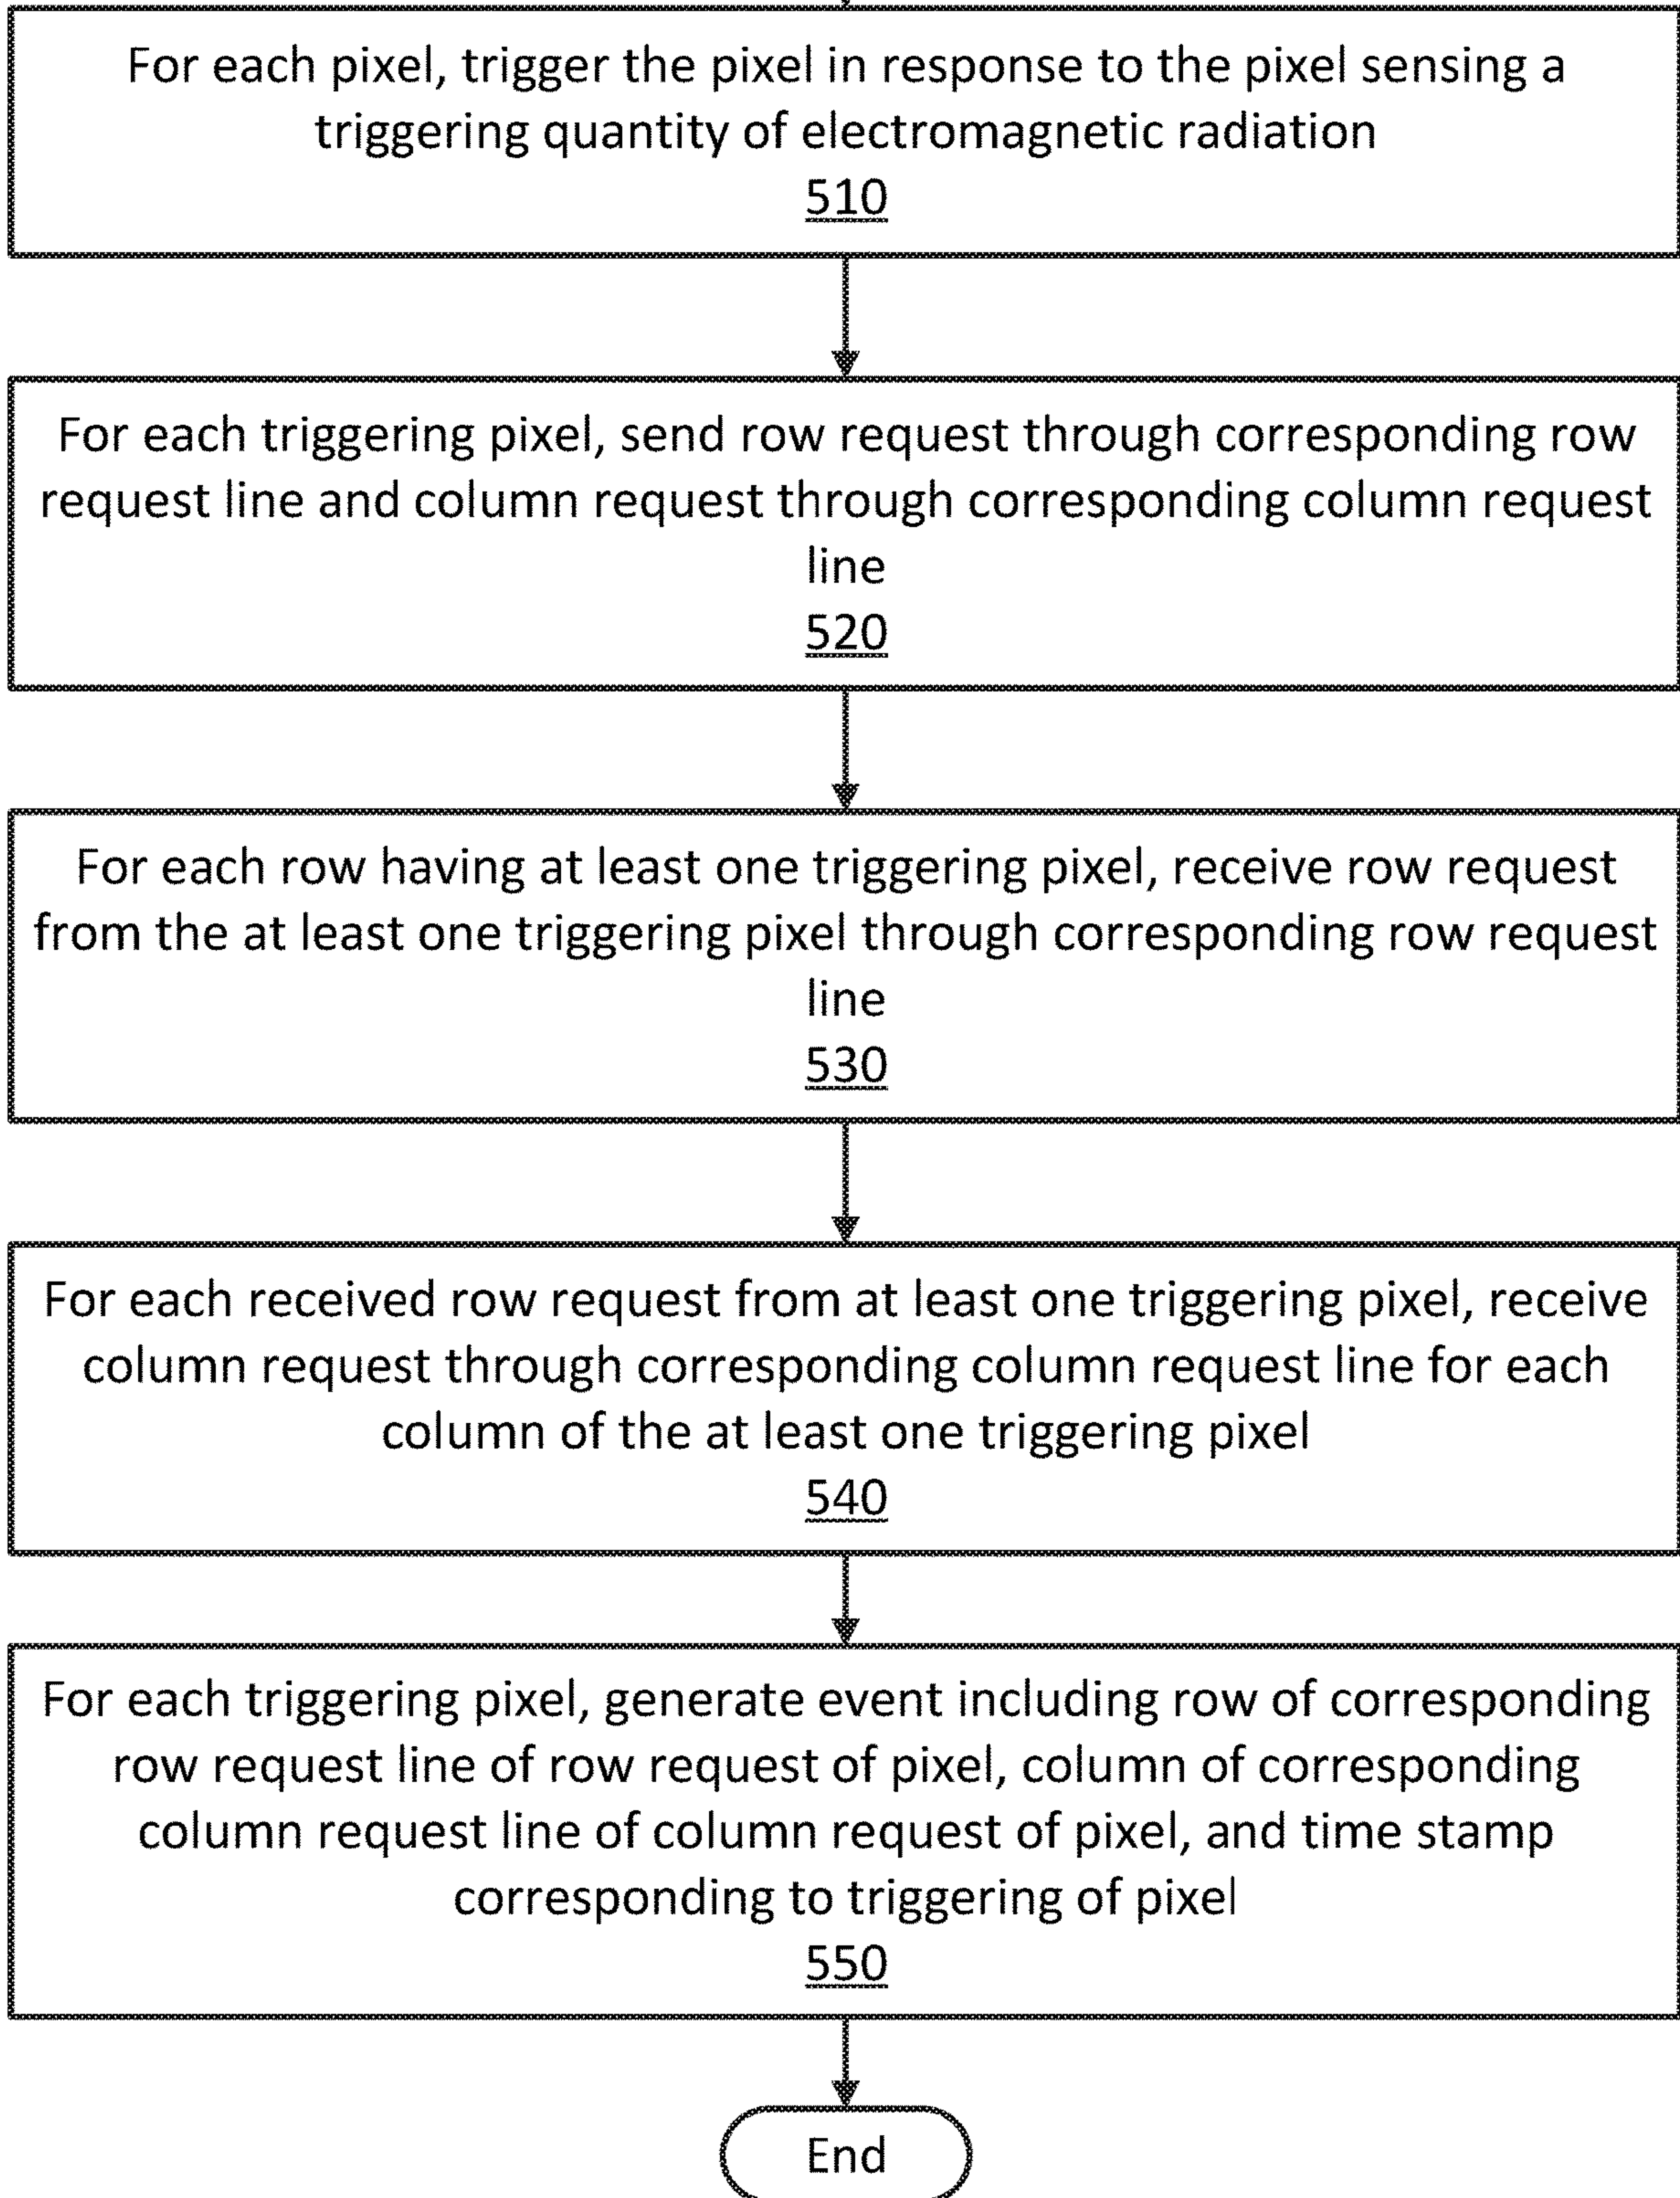 For each pixel, trigger the pixel in response to the pixel sensing a
triggering quantity of electromagnetic radiation
510
For each triggering pixel, send row request through corresponding row
request line and column request through corresponding column request
line
520
For each row having at least one triggering pixel, receive row request
from the at least one triggering pixel through corresponding row request
line
530
For each received row request from at least one triggering pixel, receive
column request through corresponding column request line for each
column of the at least one triggering pixel
540
For each triggering pixel, generate event including row of corresponding
row request line of row request of pixel, column of corresponding
column request line of column request of pixel, and time stamp
corresponding to triggering of pixel
550
End